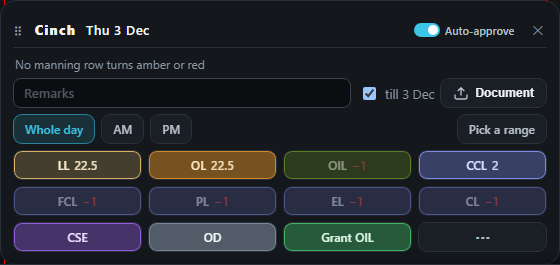 Cinch Thu 3 Dec Auto-approve
No manning row turns amber or red
Remarks till 3 Dec Document
Whole day AM PM Pick a range
LL 22.5 OL 22.5 OIL −1 CCL 2
FCL −1 PL −1 EL −1 CL −1
CSE OD Grant OIL ---